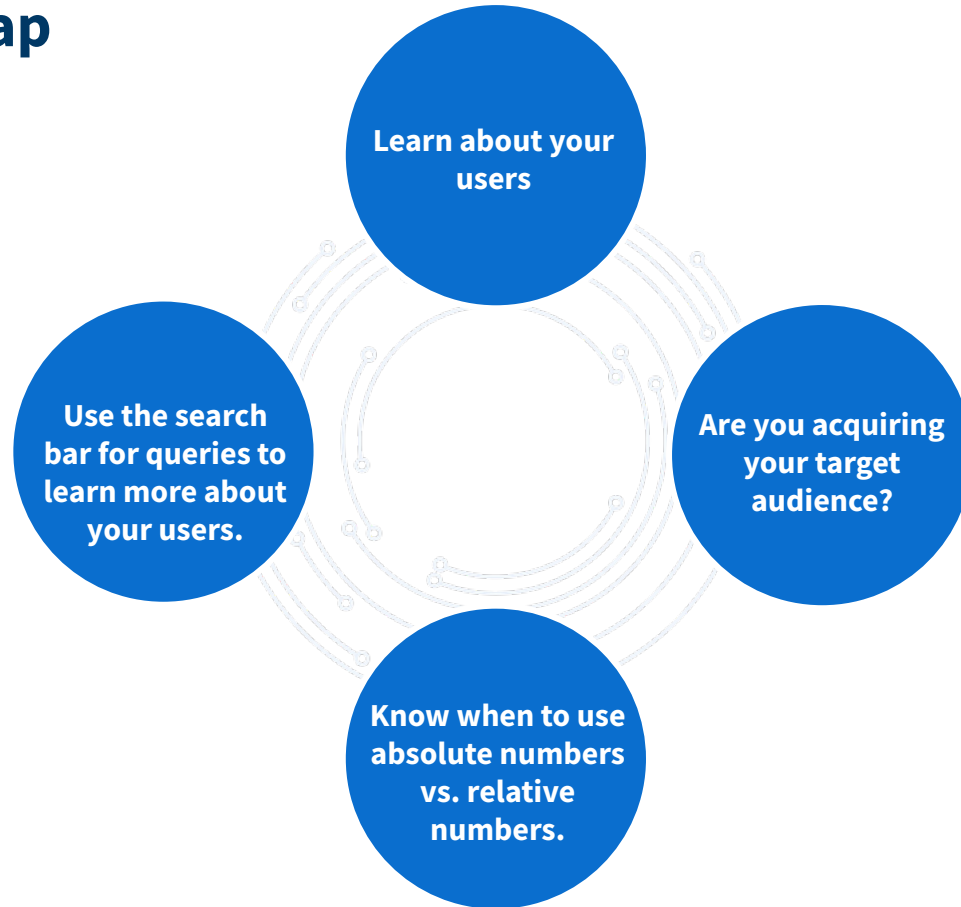 ap
Learn about your
users
Use the search
bar for queries to
learn more about
your users.
Are you acquiring
your target
audience?
Know when to use
absolute numbers
vs. relative
numbers.